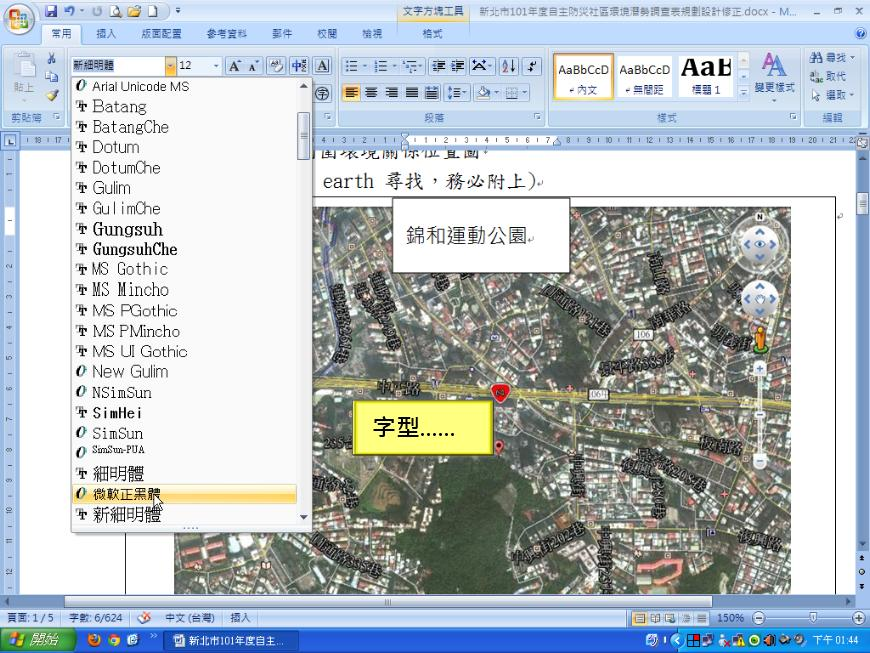 文字方塊工具
新北市101年度自主防災社區環境潛勢調查表規劃設計修正.docx - M...
常用 插入 版面配置 參考資料 郵件 校閱 檢視 格式
新細明體 12
貼上
剪貼簿 段落 樣式 編輯
AaBbCcD AaBbCcD AaB
內文 無間距 標題 1
變更樣式
尋找
取代
選取
Arial Unicode MS
Batang
BatangChe
Dotum
DotumChe
Gulim
GulimChe
Gungsuh
GungsuhChe
MS Gothic
MS Mincho
MS PGothic
MS PMincho
MS UI Gothic
New Gulim
NSimSun
SimHei
SimSun
SimSun-PUA
細明體
微軟正黑體
新細明體
圍環境關係位置圖
earth 尋找，務必附上)
錦和運動公園
N
106
64
字型......
頁面: 1/5 字數: 6/624 中文 (台灣) 插入 150%
開始 新北市101年度自主... 下午 01:44